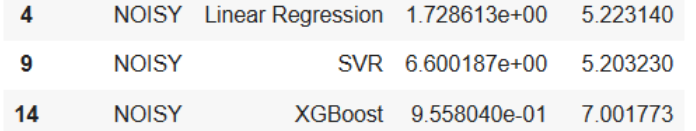 4 NOISY Linear Regression 1.728613e+00 5.223140
9 NOISY SVR 6.600187e+00 5.203230
14 NOISY XGBoost 9.558040e-01 7.001773